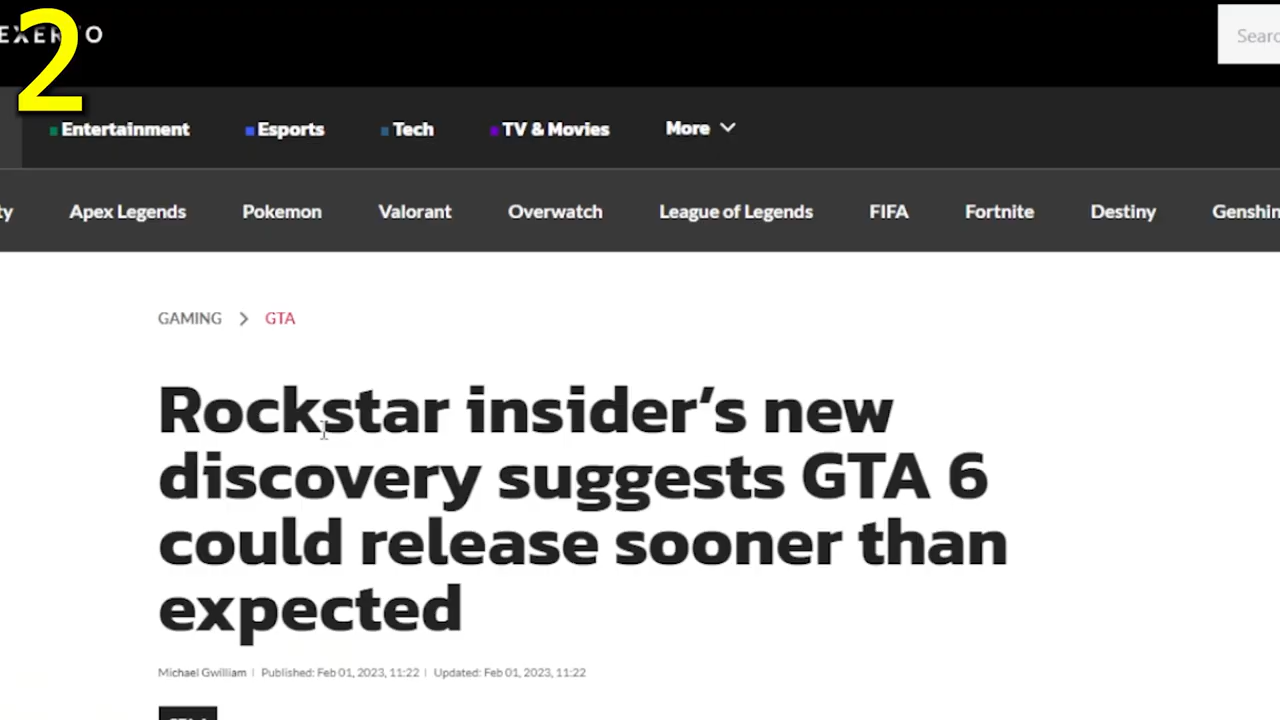 2
Searc
Entertainment Esports Tech TV & Movies More
ty Apex Legends Pokemon Valorant Overwatch League of Legends FIFA Fortnite Destiny Genshin
GAMING > GTA
Rockstar insider's new
discovery suggests GTA 6
could release sooner than
expected
Michael Gwilliam | Published: Feb 01, 2023, 11:22 | Updated: Feb 01, 2023, 11:22